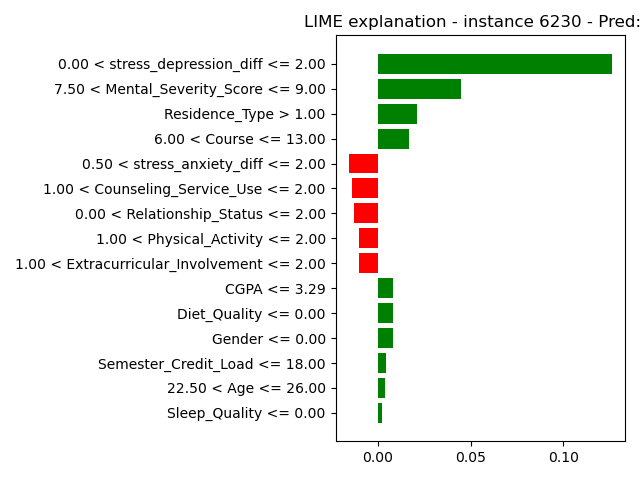 LIME explanation - instance 6230 - Pred:
0.00 < stress_depression_diff <= 2.00
7.50 < Mental_Severity_Score <= 9.00
Residence_Type > 1.00
6.00 < Course <= 13.00
0.50 < stress_anxiety_diff <= 2.00
1.00 < Counseling_Service_Use <= 2.00
0.00 < Relationship_Status <= 2.00
1.00 < Physical_Activity <= 2.00
1.00 < Extracurricular_Involvement <= 2.00
CGPA <= 3.29
Diet_Quality <= 0.00
Gender <= 0.00
Semester_Credit_Load <= 18.00
22.50 < Age <= 26.00
Sleep_Quality <= 0.00
0.00 0.05 0.10